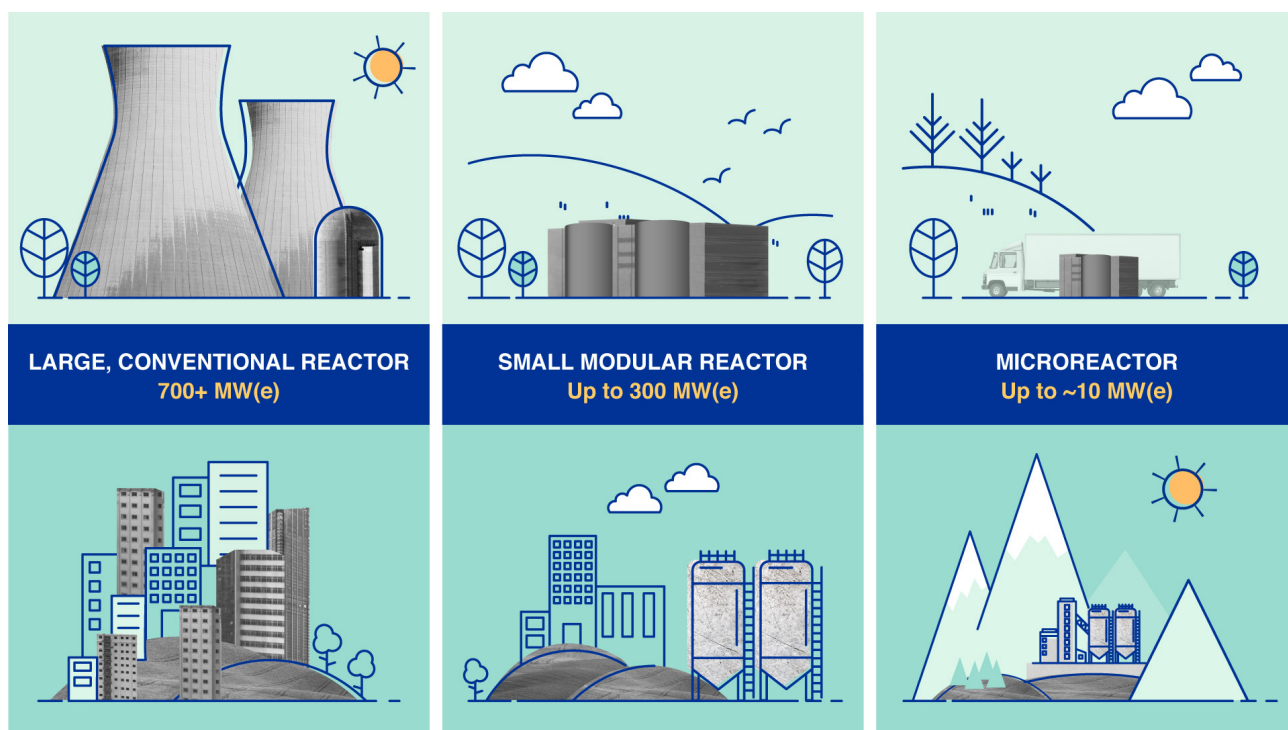 LARGE, CONVENTIONAL REACTOR
700+ MW(e)
SMALL MODULAR REACTOR
Up to 300 MW(e)
MICROREACTOR
Up to ~10 MW(e)